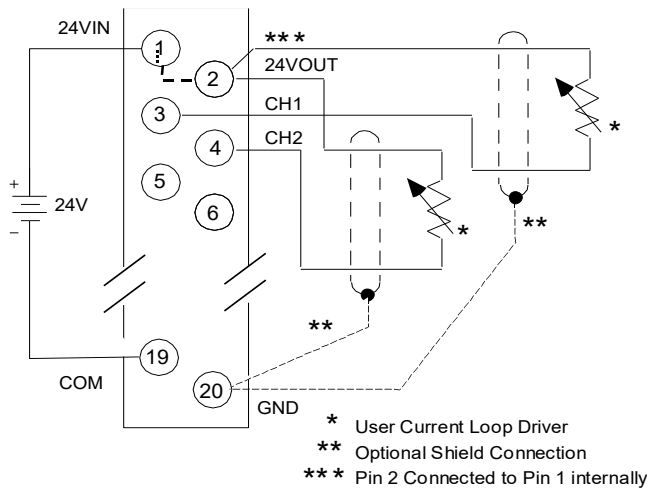 24VIN
1
***
2
24VOUT
3
CH1
*
4
CH2
5
+
24V
6
–
*
**
**
19
COM
20
GND
* User Current Loop Driver
** Optional Shield Connection
*** Pin 2 Connected to Pin 1 internally